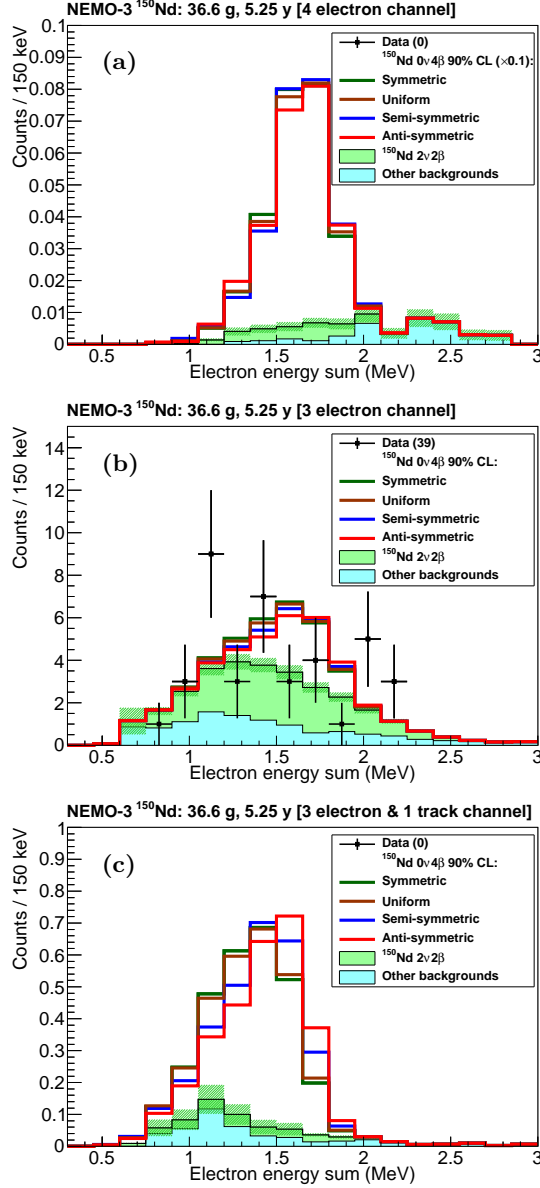 NEMO-3 ¹⁵⁰Nd: 36.6 g, 5.25 y [4 electron channel]
Counts / 150 keV
0.1
0.09
0.08
0.07
0.06
0.05
0.04
0.03
0.02
0.01
0
(a)
Data (0)
¹⁵⁰Nd 0ν4β 90% CL (×0.1):
Symmetric
Uniform
Semi-symmetric
Anti-symmetric
¹⁵⁰Nd 2ν2β
Other backgrounds
0.5 1 1.5 2 2.5 3
Electron energy sum (MeV)
NEMO-3 ¹⁵⁰Nd: 36.6 g, 5.25 y [3 electron channel]
Counts / 150 keV
14
12
10
8
6
4
2
0
(b)
Data (39)
¹⁵⁰Nd 0ν4β 90% CL:
Symmetric
Uniform
Semi-symmetric
Anti-symmetric
¹⁵⁰Nd 2ν2β
Other backgrounds
0.5 1 1.5 2 2.5 3
Electron energy sum (MeV)
NEMO-3 ¹⁵⁰Nd: 36.6 g, 5.25 y [3 electron & 1 track channel]
Counts / 150 keV
1
0.9
0.8
0.7
0.6
0.5
0.4
0.3
0.2
0.1
0
(c)
Data (0)
¹⁵⁰Nd 0ν4β 90% CL:
Symmetric
Uniform
Semi-symmetric
Anti-symmetric
¹⁵⁰Nd 2ν2β
Other backgrounds
0.5 1 1.5 2 2.5 3
Electron energy sum (MeV)